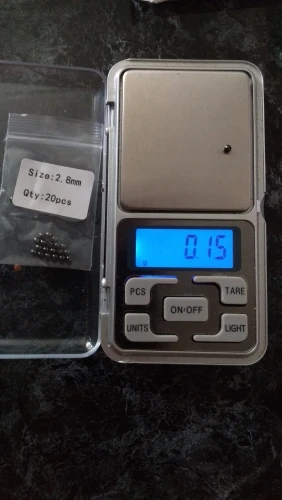 Size:2.6mm
Qty:20pcs
0.15
g
PCS
TARE
ON/OFF
UNITS
LIGHT